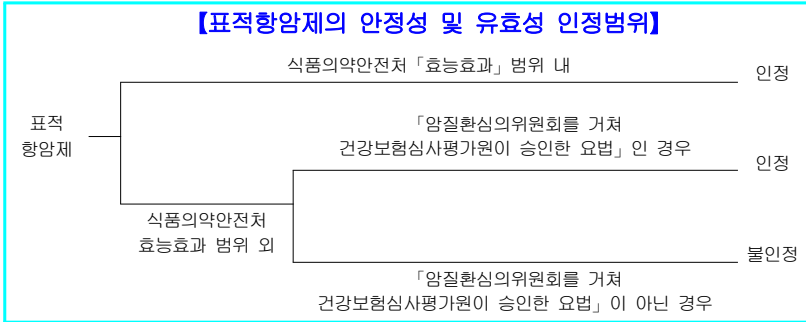 【표적항암제의 안정성 및 유효성 인정범위】
식품의약안전처「효능효과」범위 내
인정
표적
항암제
「암질환심의위원회를 거쳐
건강보험심사평가원이 승인한 요법」인 경우
인정
식품의약안전처
효능효과 범위 외
불인정
「암질환심의위원회를 거쳐
건강보험심사평가원이 승인한 요법」이 아닌 경우